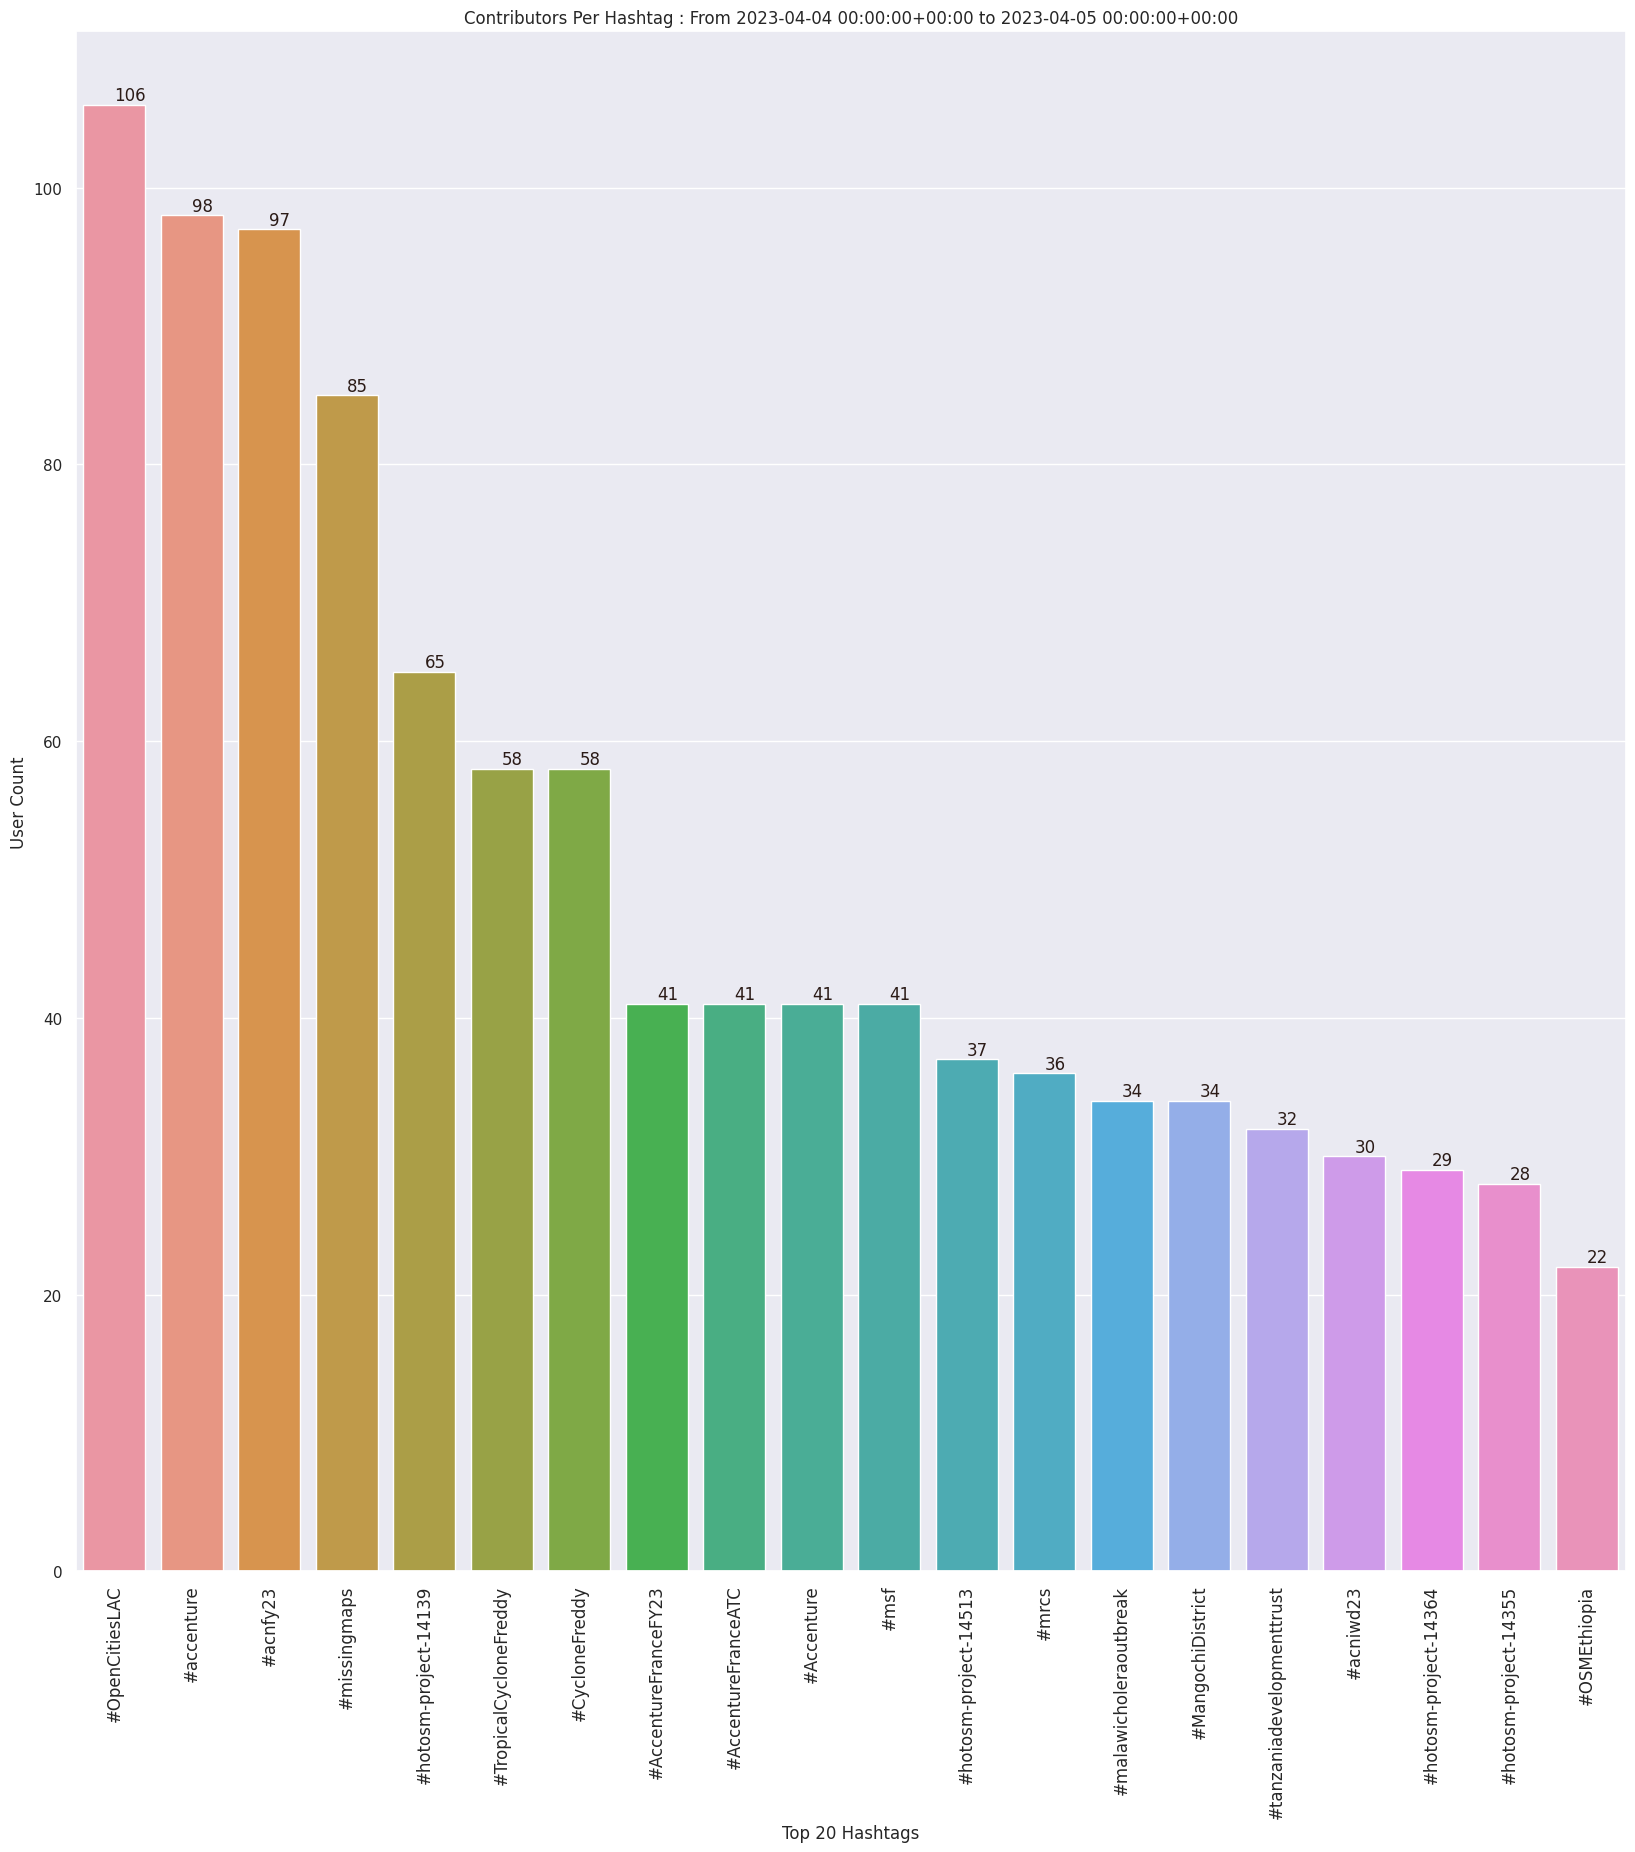 Contributors Per Hashtag : From 2023-04-04 00:00:00+00:00 to 2023-04-05 00:00:00+00:00
User Count
100
80
60
40
20
0
106
98
97
85
65
58
58
41
41
41
41
37
36
34
34
32
30
29
28
22
#OpenCitiesLAC
#accenture
#acnfy23
#missingmaps
#hotosm-project-14139
#TropicalCycloneFreddy
#CycloneFreddy
#AccentureFranceFY23
#AccentureFranceATC
#Accenture
#msf
#hotosm-project-14513
#mrcs
#malawicholeraoutbreak
#MangochiDistrict
#tanzaniadevelopmenttrust
#acniwd23
#hotosm-project-14364
#hotosm-project-14355
#OSMEthiopia
Top 20 Hashtags